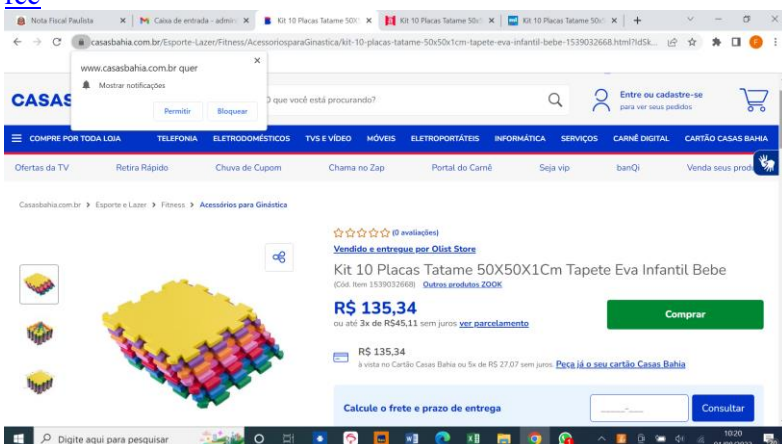 Nota Fiscal Paulista
Caixa de entrada - admin
Kit 10 Placas Tatame 50X
Kit 10 Placas Tatame 50x5
Kit 10 Placas Tatame 50x5
casasbahia.com.br/Esporte-Lazer/Fitness/AcessoriosparaGinastica/kit-10-placas-tatame-50x50x1cm-tapete-eva-infantil-bebe-1539032668.html?IdSk...
www.casasbahia.com.br quer
Mostrar notificações
Permitir Bloquear
CASAS
O que você está procurando?
Entre ou cadastre-se
para ver seus pedidos
COMPRE POR TODA LOJA TELEFONIA ELETRODOMÉSTICOS TVS E VÍDEO MÓVEIS ELETROPORTÁTEIS INFORMÁTICA SERVIÇOS CARNÊ DIGITAL CARTÃO CASAS BAHIA
Ofertas da TV Retira Rápido Chuva de Cupom Chama no Zap Portal do Carnê Seja vip banQi Venda seus produ
Casasbahia.com.br > Esporte e Lazer > Fitness > Acessórios para Ginástica
(0 avaliações)
Vendido e entregue por Olist Store
Kit 10 Placas Tatame 50X50X1Cm Tapete Eva Infantil Bebe
(Cód. Item 1539032668) Outros produtos ZOOK
R$ 135,34
ou até 3x de R$45,11 sem juros ver parcelamento
Comprar
R$ 135,34
à vista no Cartão Casas Bahia ou 5x de R$ 27,07 sem juros. Peça já o seu cartão Casas Bahia
Calcule o frete e prazo de entrega
Consultar
Digite aqui para pesquisar
10:20